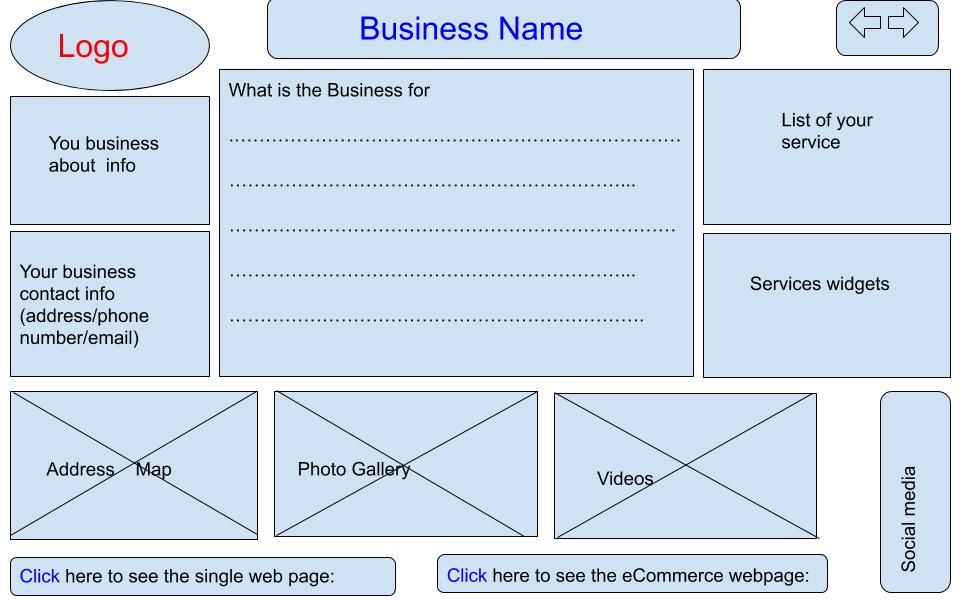 Logo
Business Name
You business
about  info
What is the Business for
………………………………………………………………
………………………………………………………...
………………………………………………………………
………………………………………………………...
………………………………………………………….
List of your
service
Your business
contact info
(address/phone
number/email)
Services widgets
Address    Map
Photo Gallery
Videos
Social media
Click here to see the single web page:
Click here to see the eCommerce webpage: